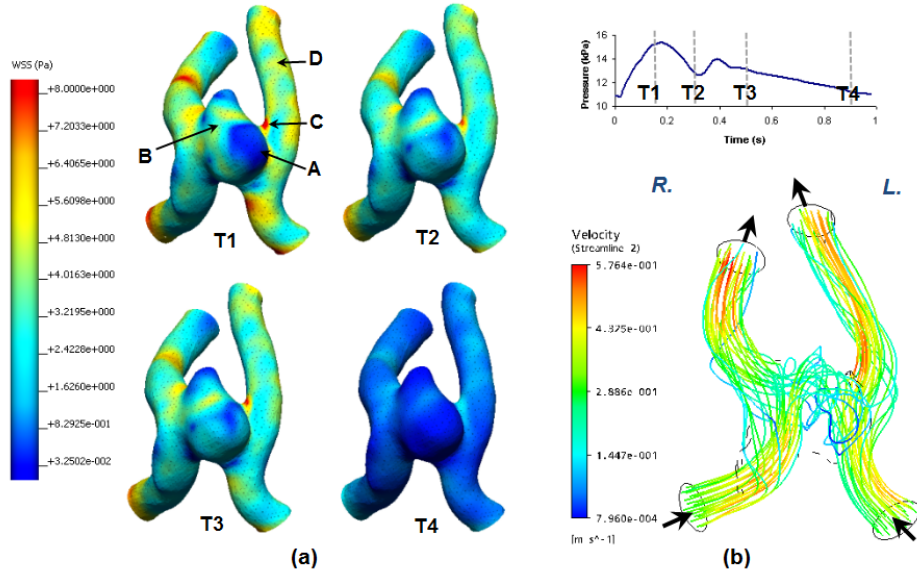 WSS (Pa)
+8.0000e+000
+7.2033e+000
+6.4065e+000
+5.6098e+000
+4.8130e+000
+4.0163e+000
+3.2195e+000
+2.4228e+000
+1.6260e+000
+8.2925e-001
+3.2502e-002
D
C
B
A
T1
T2
T3
T4
(a)
Pressure (kPa)
16
14
12
10
T1
T2
T3
T4
0
0.2
0.4
0.6
0.8
1
Time (s)
R.
L.
Velocity
(Streamline 2)
5.764e-001
4.325e-001
2.886e-001
1.447e-001
7.960e-004
[m s^-1]
(b)